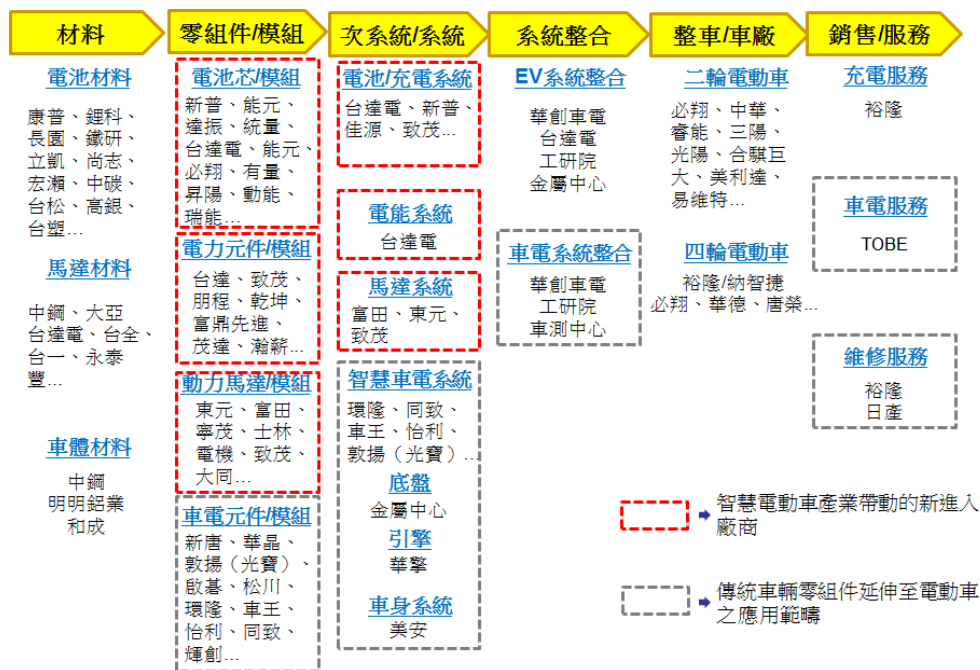 材料
零組件/模組
次系統/系統
系統整合
整車/車廠
銷售/服務
電池材料
康普、鋰科、
長園、鐵研、
立凱、尚志、
宏瀨、中碳、
台松、高銀、
台塑...
馬達材料
中鋼、大亞
台達電、台全、
台一、永泰
豐...
車體材料
中鋼
明明鋁業
和成
電池芯/模組
新普、能元、
達振、統量、
台達電、能元、
必翔、有量、
昇陽、動能、
瑞能...
電力元件/模組
台達、致茂、
朋程、乾坤、
富鼎先進、
茂達、瀚薪...
動力馬達/模組
東元、富田、
寧茂、士林、
電機、致茂、
大同...
車電元件/模組
新唐、華晶、
敦揚（光寶）、
啟碁、松川、
環隆、車王、
怡利、同致、
輝創...
電池/充電系統
台達電、新普、
佳源、致茂...
電能系統
台達電
馬達系統
富田、東元、
致茂
智慧車電系統
環隆、同致、
車王、怡利、
敦揚（光寶）...
底盤
金屬中心
引擎
華擎
車身系統
美安
EV系統整合
華創車電
台達電
工研院
金屬中心
車電系統整合
華創車電
工研院
車測中心
二輪電動車
必翔、中華、
睿能、三陽、
光陽、合騏巨
大、美利達、
易維特...
四輪電動車
裕隆/納智捷
必翔、華德、唐榮...
充電服務
裕隆
車電服務
TOBE
維修服務
裕隆
日產
智慧電動車產業帶動的新進入
廠商
傳統車輛零組件延伸至電動車
之應用範疇